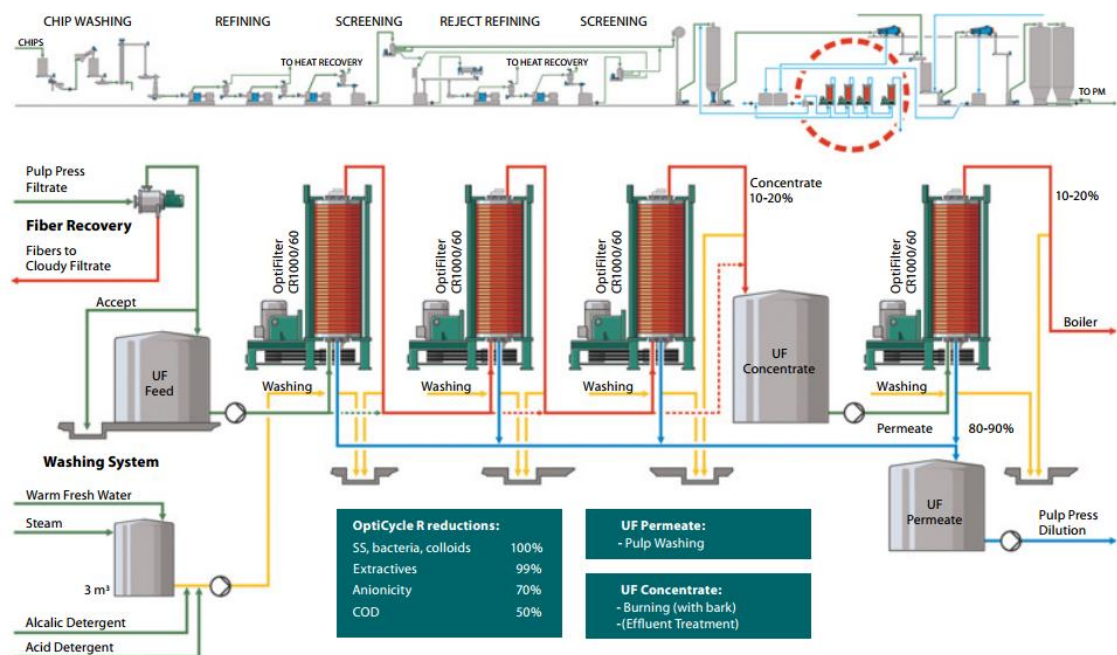 CHIP WASHING
REFINING
SCREENING
REJECT REFINING
SCREENING
CHIPS
TO HEAT RECOVERY
TO HEAT RECOVERY
TO PM
Pulp Press
Filtrate
Fiber Recovery
Fibers to
Cloudy Filtrate
Accept
UF
Feed
OptiFilter
CR1000/60
Washing
OptiFilter
CR1000/60
Washing
OptiFilter
CR1000/60
Washing
Concentrate
10-20%
UF
Concentrate
OptiFilter
CR1000/60
Washing
10-20%
Boiler
Permeate
80-90%
UF
Permeate
Pulp Press
Dilution
Washing System
Warm Fresh Water
Steam
3 m³
Alcalic Detergent
Acid Detergent
OptiCycle R reductions:
SS, bacteria, colloids 100%
Extractives 99%
Anionicity 70%
COD 50%
UF Permeate:
- Pulp Washing
UF Concentrate:
- Burning (with bark)
-(Effluent Treatment)